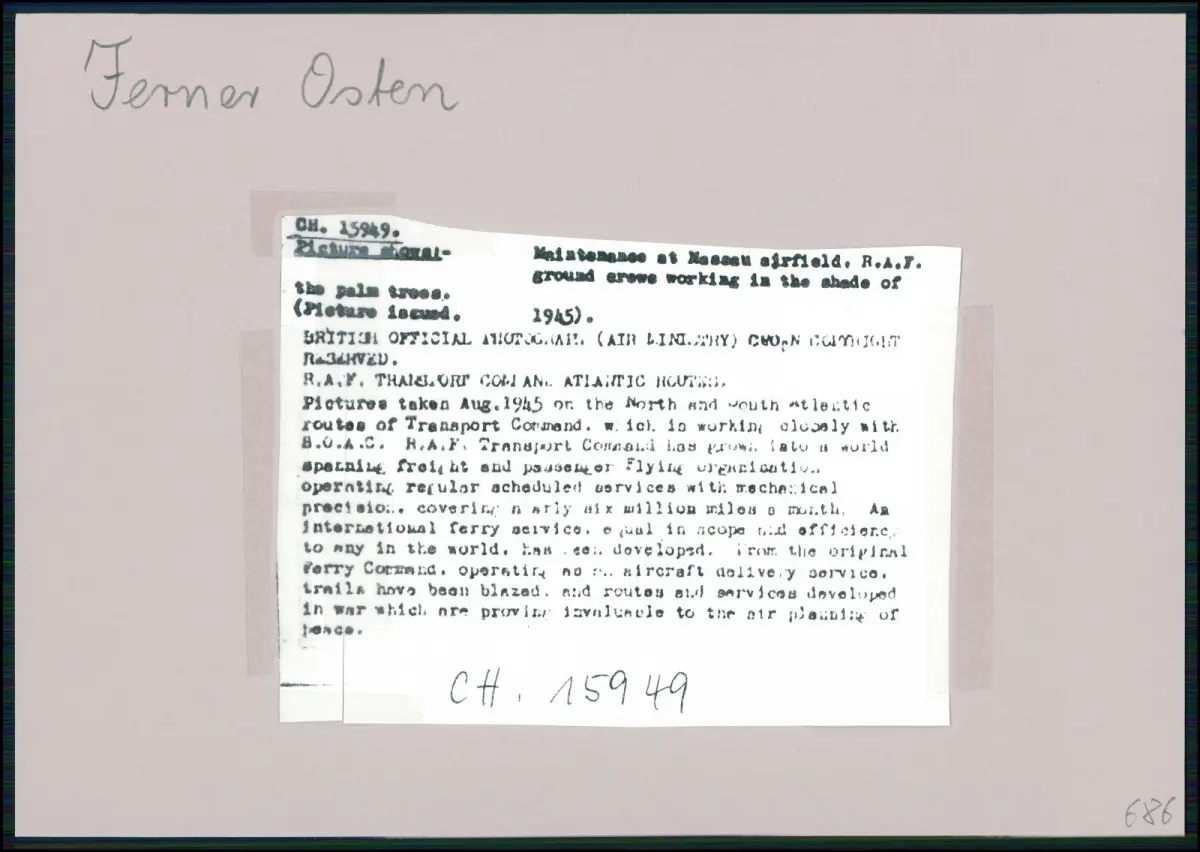 Ferner Osten
CH. 15949.
Picture shows:-
Maintenance at Nassau airfield. R.A.F.
ground crews working in the shade of
the palm trees.
(Picture issued. 1945).
BRITISH OFFICIAL PHOTOGRAPH. (AIR MINISTRY) CROWN COPYRIGHT
RESERVED.
R.A.F. TRANSPORT COMMAND ATLANTIC ROUTES.
Pictures taken Aug.1945 on the North and South Atlantic
routes of Transport Command. which is working closely with
B.O.A.C. R.A.F. Transport Command has grown into a world
spanning freight and passenger Flying organisation
operating regular scheduled services with mechanical
precision. covering nearly six million miles a month. An
international ferry service. equal in scope and efficiency
to any in the world. has been developed. From the original
Ferry Command. operating as an aircraft delivery service.
trails have been blazed. and routes and services developed
in war which are proving invaluable to the air planning of
peace.
CH. 15949
686